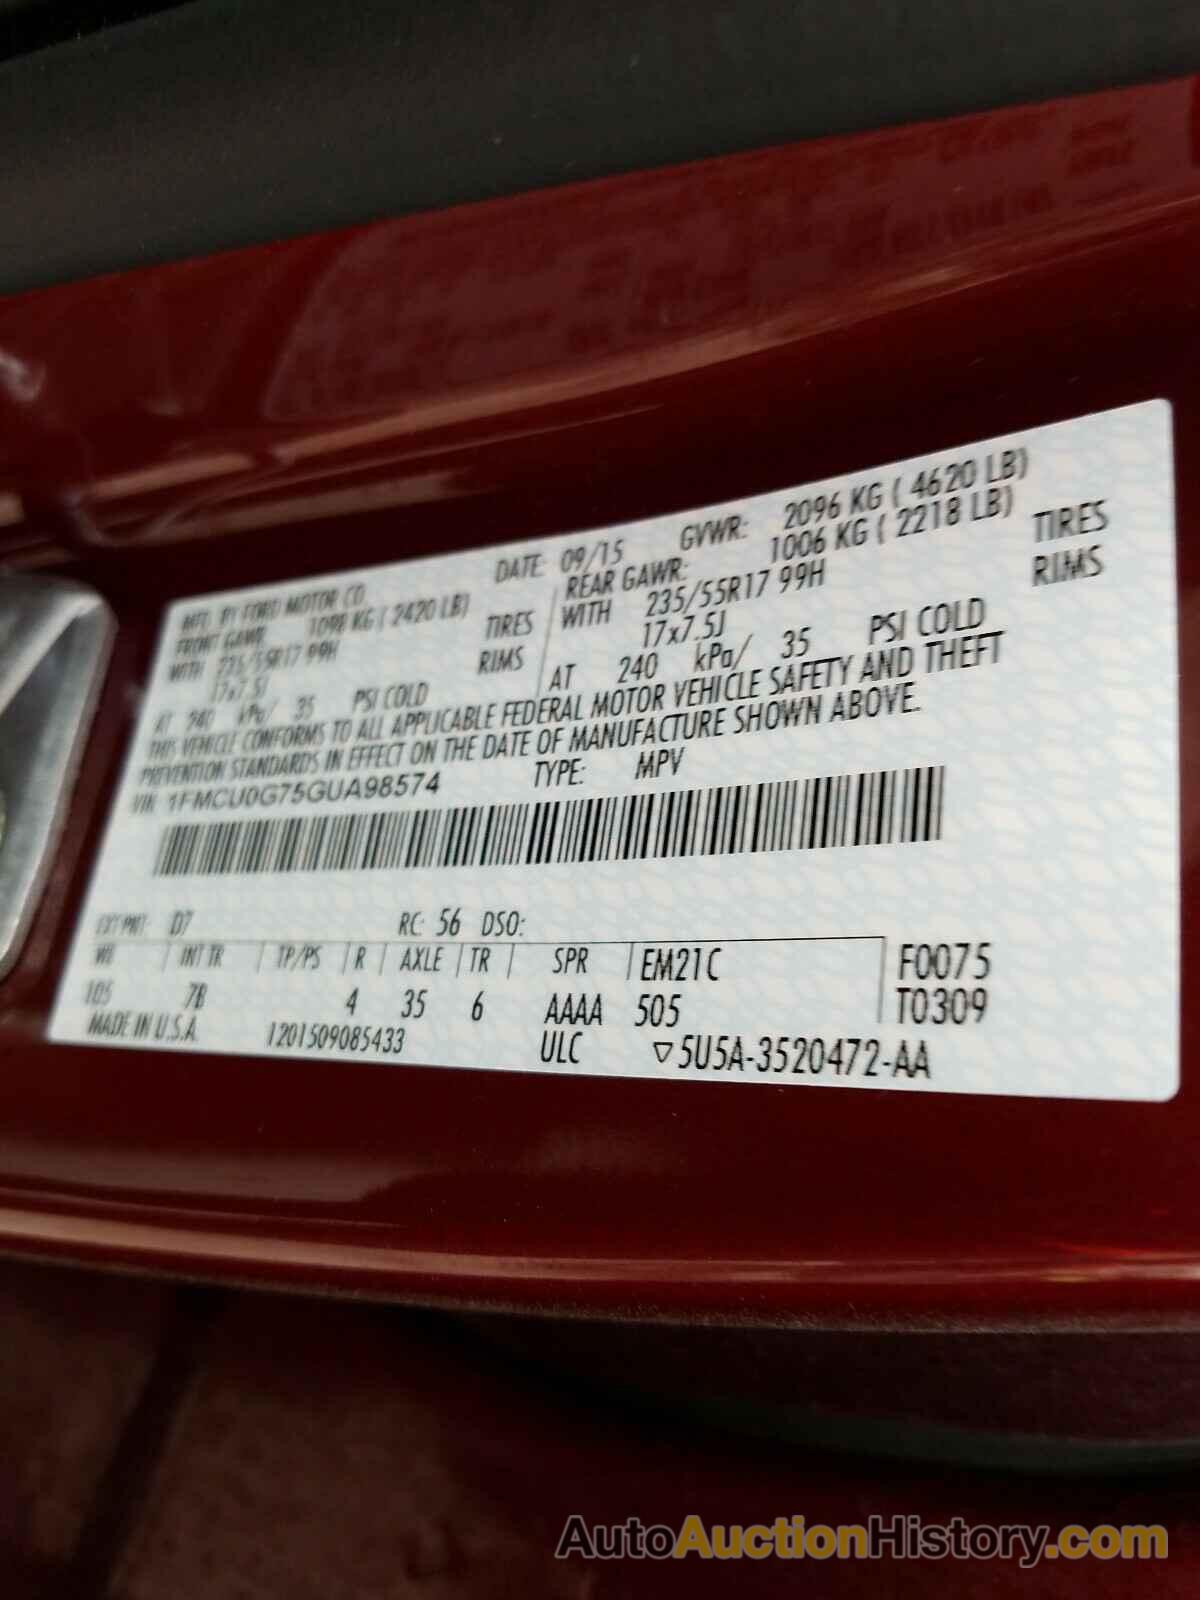 MFD. BY FORD MOTOR CO. DATE: 09/15 GVWR: 2096 KG ( 4620 LB)
FRONT GAWR: 1098 KG ( 2420 LB) REAR GAWR: 1006 KG ( 2218 LB)
WITH 235/55R17 99H TIRES WITH 235/55R17 99H TIRES
17x7.5J RIMS 17x7.5J RIMS
AT 240 kPa/ 35 PSI COLD AT 240 kPa/ 35 PSI COLD
THIS VEHICLE CONFORMS TO ALL APPLICABLE FEDERAL MOTOR VEHICLE SAFETY AND THEFT
PREVENTION STANDARDS IN EFFECT ON THE DATE OF MANUFACTURE SHOWN ABOVE.
VIN: 1FMCU0G75GUA98574 TYPE: MPV
EXT PNT: D7 RC: 56 DSO:
WB INT TR TP/PS R AXLE TR SPR EM21C F0075
105 7B 4 35 6 AAAA 505 T0309
MADE IN U.S.A. 1201509085433 ULC ▽5U5A-3520472-AA
AutoAuctionHistory.com